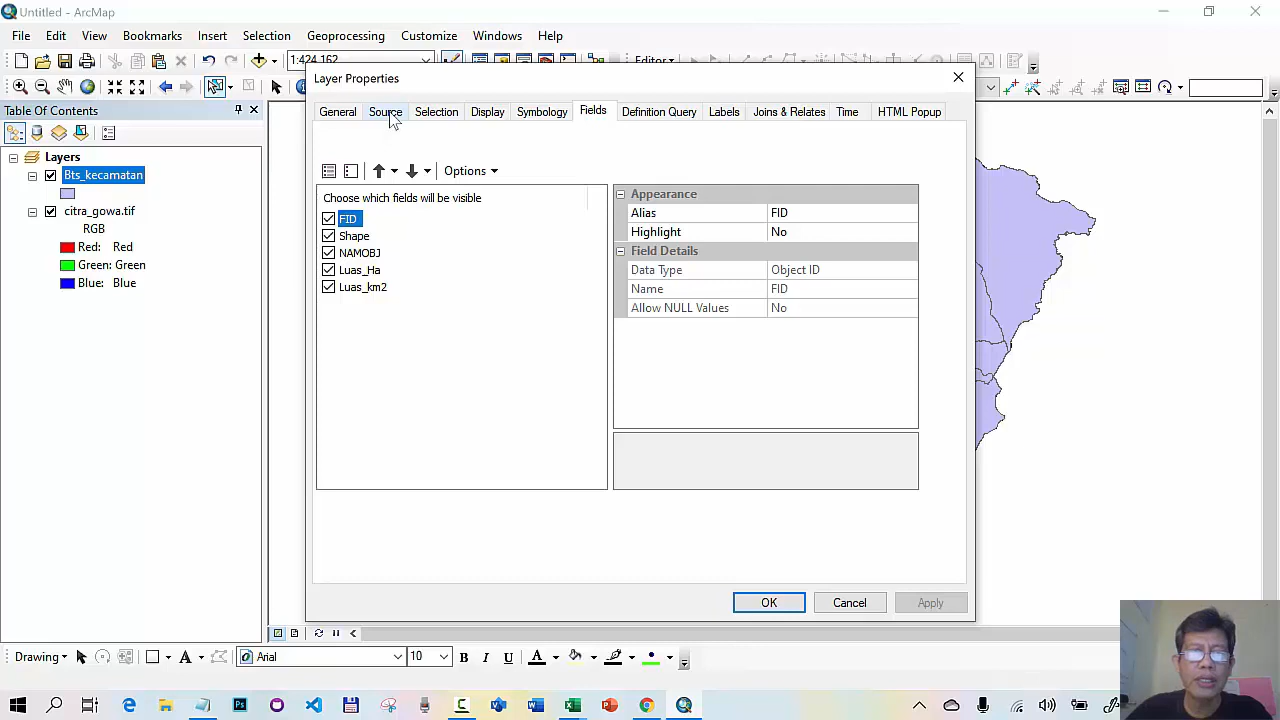 Untitled - ArcMap
File Edit View Bookmarks Insert Selection Geoprocessing Customize Windows Help
1:424,162
Editor
Layer Properties
Table Of Contents
General Source Selection Display Symbology Fields Definition Query Labels Joins & Relates Time HTML Popup
Layers
Bts_kecamatan
citra_gowa.tif
RGB
Red: Red
Green: Green
Blue: Blue
Options
Choose which fields will be visible
FID
Shape
NAMOBJ
Luas_Ha
Luas_km2
Appearance
Alias FID
Highlight No
Field Details
Data Type Object ID
Name FID
Allow NULL Values No
OK Cancel Apply
Drawing Arial 10 B I U A